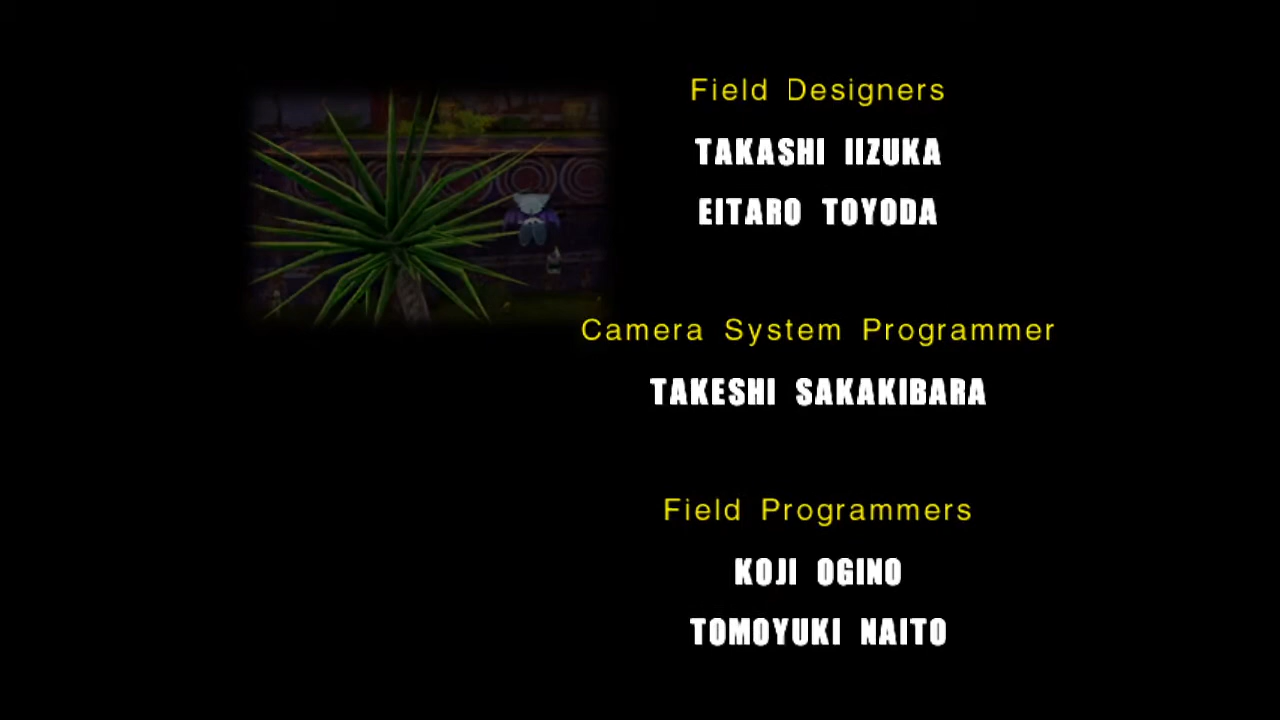 Field Designers
TAKASHI IIZUKA
EITARO TOYODA
Camera System Programmer
TAKESHI SAKAKIBARA
Field Programmers
KOJI OGINO
TOMOYUKI NAITO